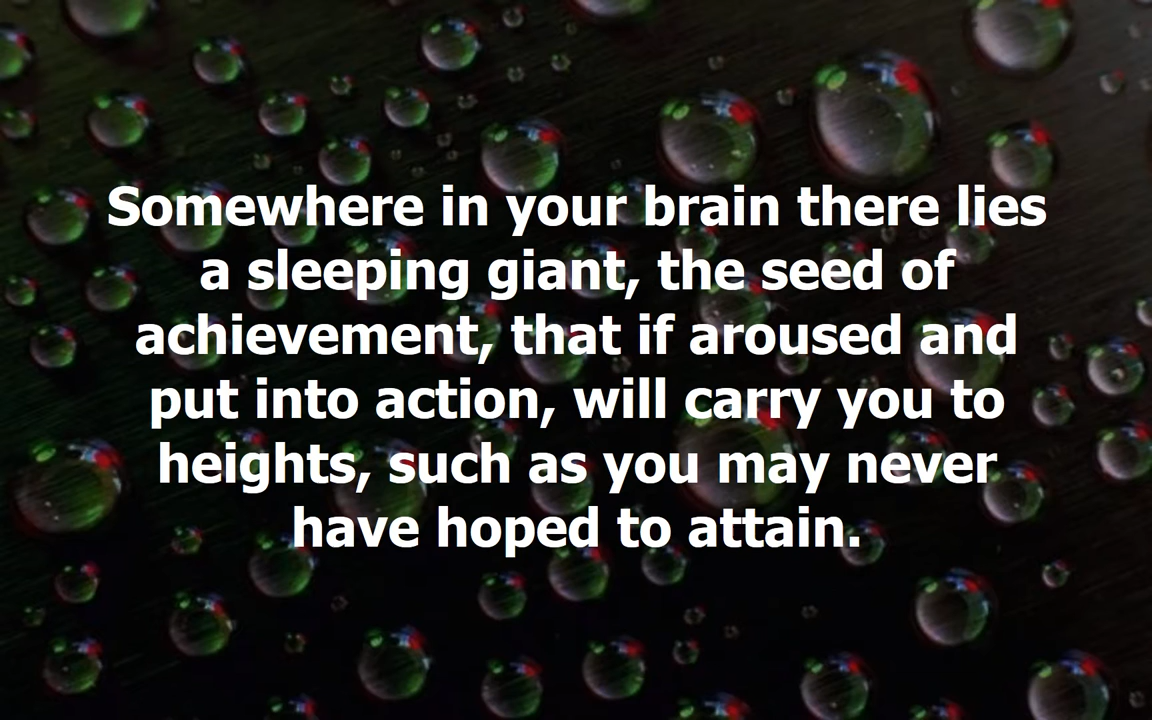 Somewhere in your brain there lies
a sleeping giant, the seed of
achievement, that if aroused and
put into action, will carry you to
heights, such as you may never
have hoped to attain.